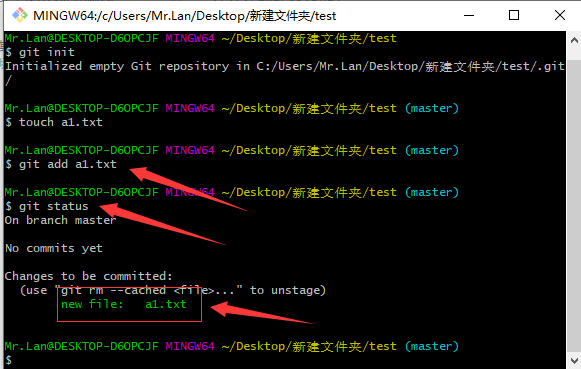 MINGW64:/c/Users/Mr.Lan/Desktop/新建文件夹/test
Mr.Lan@DESKTOP-D6OPCJF MINGW64 ~/Desktop/新建文件夹/test
$ git init
Initialized empty Git repository in C:/Users/Mr.Lan/Desktop/新建文件夹/test/.git
/
Mr.Lan@DESKTOP-D6OPCJF MINGW64 ~/Desktop/新建文件夹/test (master)
$ touch a1.txt
Mr.Lan@DESKTOP-D6OPCJF MINGW64 ~/Desktop/新建文件夹/test (master)
$ git add a1.txt
Mr.Lan@DESKTOP-D6OPCJF MINGW64 ~/Desktop/新建文件夹/test (master)
$ git status
On branch master
No commits yet
Changes to be committed:
(use "git rm --cached <file>..." to unstage)
new file: a1.txt
Mr.Lan@DESKTOP-D6OPCJF MINGW64 ~/Desktop/新建文件夹/test (master)
$